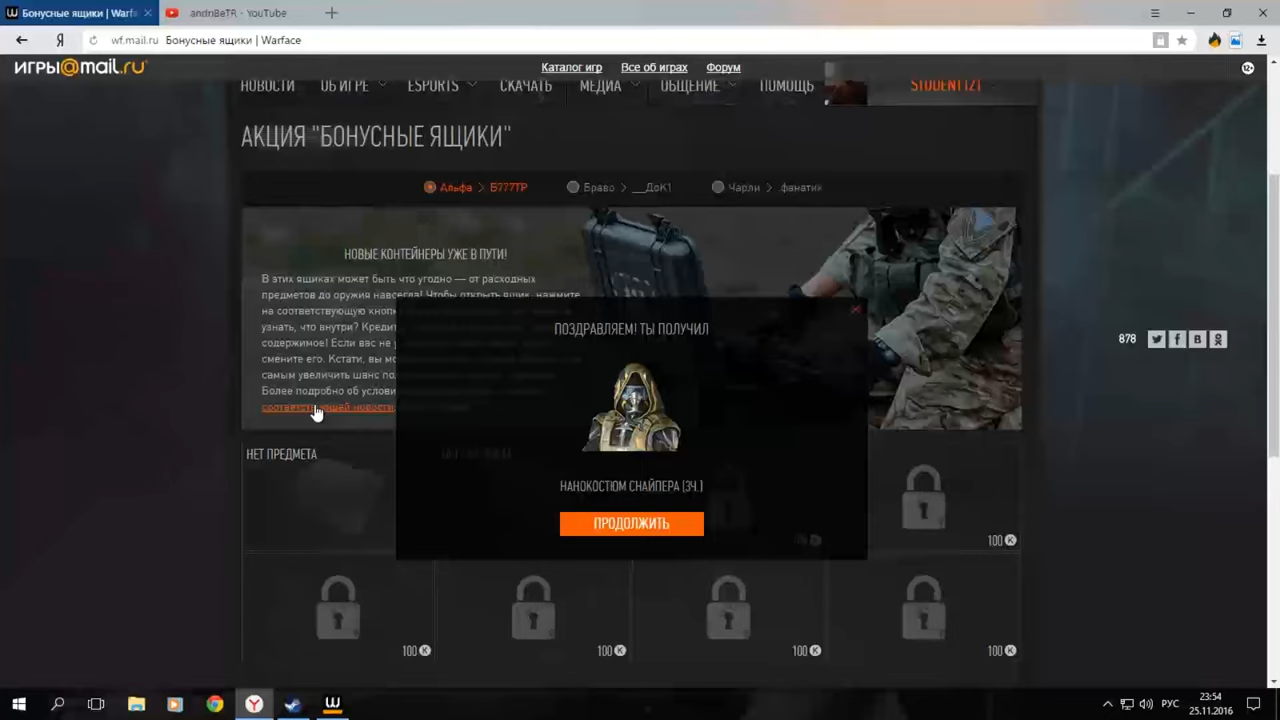 Бонусные ящики | Warfa
andriBeTR - YouTube
wf.mail.ru Бонусные ящики | Warface
ИГРЫ@MAIL.RU
Каталог игр
Все об играх
Форум
12+
НОВОСТИ
ОБ ИГРЕ
ESPORTS
СКАЧАТЬ
МЕДИА
ОБЩЕНИЕ
ПОМОЩЬ
STUDENT1Z1
АКЦИЯ "БОНУСНЫЕ ЯЩИКИ"
Альфа > Б777ТР
Браво > __ДоК1
Чарли > .фанатик
НОВЫЕ КОНТЕЙНЕРЫ УЖЕ В ПУТИ!
В этих ящиках может быть что угодно — от расходных
предметов до оружия навсегда! Чтобы открыть ящик, нажмите
на соответствующую кнопк
узнать, что внутри? Кредит
содержимое! Если вас не у
смените его. Кстати, вы мо
самым увеличить шанс по
Более подробно об услови
соответствующей новости
878
ПОЗДРАВЛЯЕМ! ТЫ ПОЛУЧИЛ
НАНОКОСТЮМ СНАЙПЕРА (3Ч.)
ПРОДОЛЖИТЬ
НЕТ ПРЕДМЕТА
100 K
100 K
100 K
100 K
100 K
РУС
23:54
25.11.2016